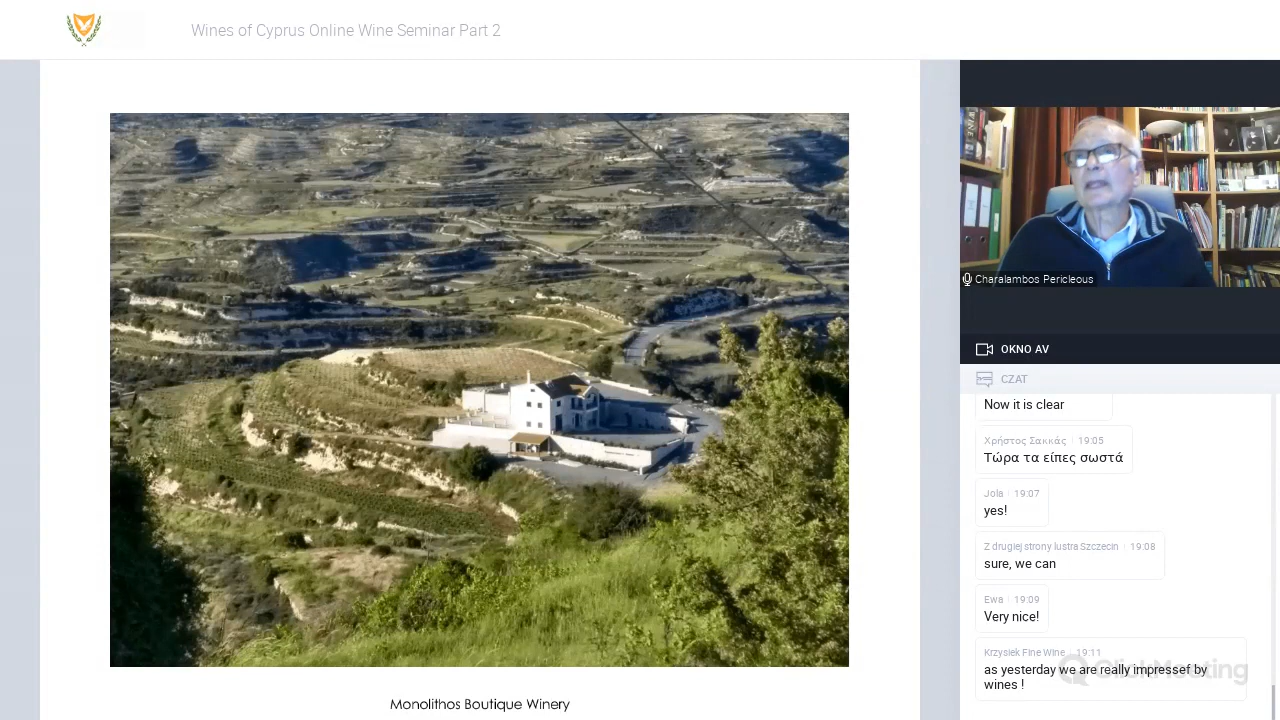 Wines of Cyprus Online Wine Seminar Part 2
Charalambos Pericleous
OKNO AV
CZAT
Now it is clear
Χρήστος Σακκάς 19:05
Τώρα τα είπες σωστά
Jola 19:07
yes!
Z drugiej strony lustra Szczecin 19:08
sure, we can
Ewa 19:09
Very nice!
Krzysiek Fine Wine 19:11
as yesterday we are really impressef by
wines !
ClickMeeting
Monolithos Boutique Winery